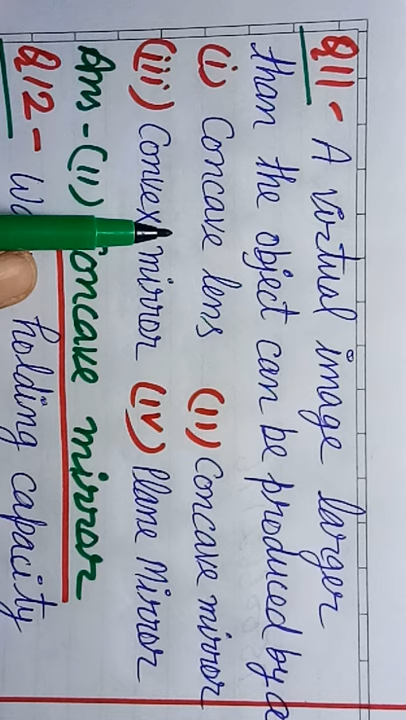 Q11- A virtual image larger
than the object can be produced by a
(i) Concave lens (ii) Concave mirror
(iii) Convex mirror (iv) Plane Mirror
Ans-(ii) Concave mirror
Q12- holding capacity